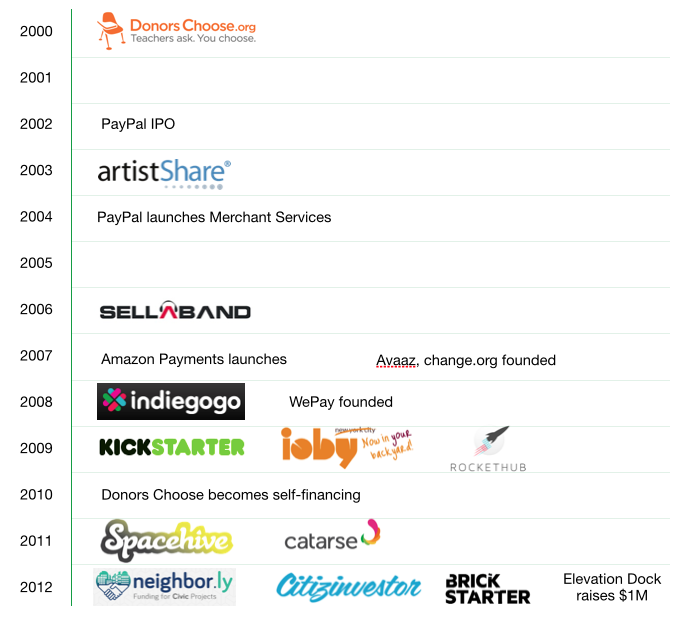 2000
DonorsChoose.org
Teachers ask. You choose.
2001
2002
PayPal IPO
2003
artistShare®
2004
PayPal launches Merchant Services
2005
2006
SELLABAND
2007
Amazon Payments launches
Avaaz, change.org founded
2008
indiegogo
WePay founded
2009
KICKSTARTER
new york city
ioby
Now in your
backyard!
ROCKETHUB
2010
Donors Choose becomes self-financing
2011
Spacehive
catarse
2012
neighbor.ly
Funding for Civic Projects
Citizinvestor
BRICK
STARTER
Elevation Dock
raises $1M